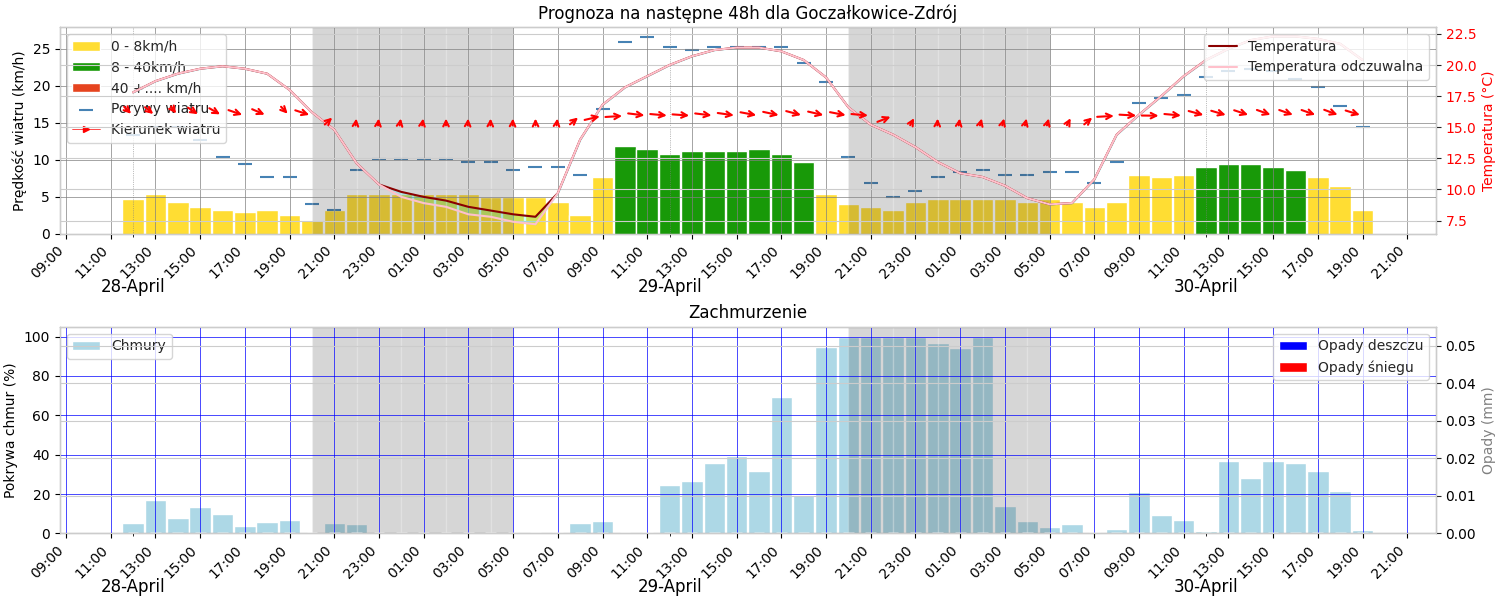 Prognoza na następne 48h dla Goczałkowice-Zdrój
0 - 8km/h
8 - 40km/h
40 - .... km/h
Porywy wiatru
Kierunek wiatru
Temperatura
Temperatura odczuwalna
Prędkość wiatru (km/h)
0
5
10
15
20
25
Temperatura (°C)
7.5
10.0
12.5
15.0
17.5
20.0
22.5
09:00 11:00 13:00 15:00 17:00 19:00 21:00 23:00 01:00 03:00 05:00 07:00 09:00 11:00 13:00 15:00 17:00 19:00 21:00 23:00 01:00 03:00 05:00 07:00 09:00 11:00 13:00 15:00 17:00 19:00 21:00
28-April 29-April 30-April
Zachmurzenie
Chmury
Opady deszczu
Opady śniegu
Pokrywa chmur (%)
0
20
40
60
80
100
Opady (mm)
0.00
0.01
0.02
0.03
0.04
0.05
09:00 11:00 13:00 15:00 17:00 19:00 21:00 23:00 01:00 03:00 05:00 07:00 09:00 11:00 13:00 15:00 17:00 19:00 21:00 23:00 01:00 03:00 05:00 07:00 09:00 11:00 13:00 15:00 17:00 19:00 21:00
28-April 29-April 30-April